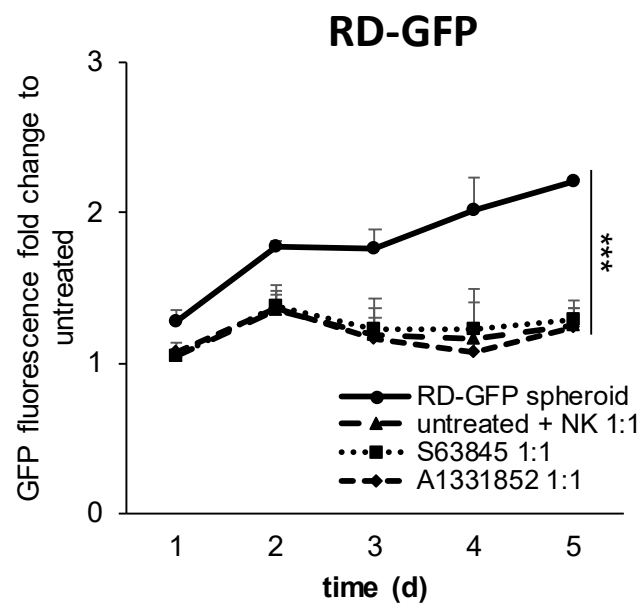 RD-GFP
GFP fluorescence fold change to
untreated
3
2
1
0
***
RD-GFP spheroid
untreated + NK 1:1
S63845 1:1
A1331852 1:1
1 2 3 4 5
time (d)